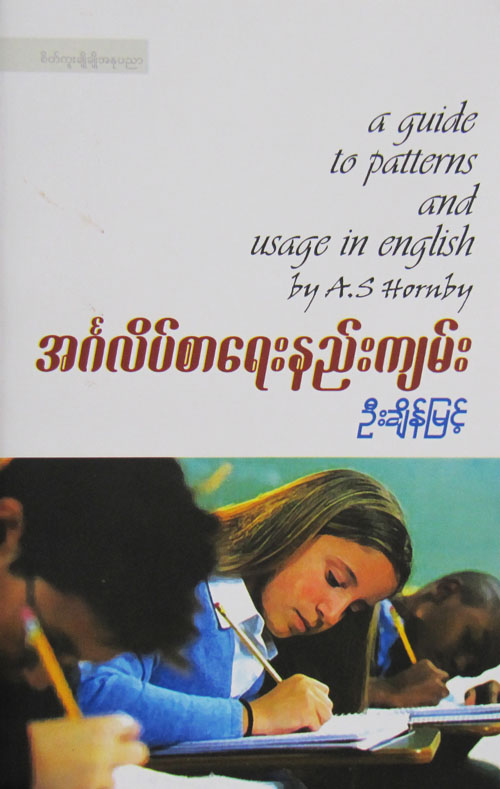 စိတ်ကူးချိုချိုအနုပညာ
a guide
to patterns
and
usage in english
by A.S Hornby
အင်္ဂလိပ်စာရေးနည်းကျမ်း
ဦးချိန်မြင့်